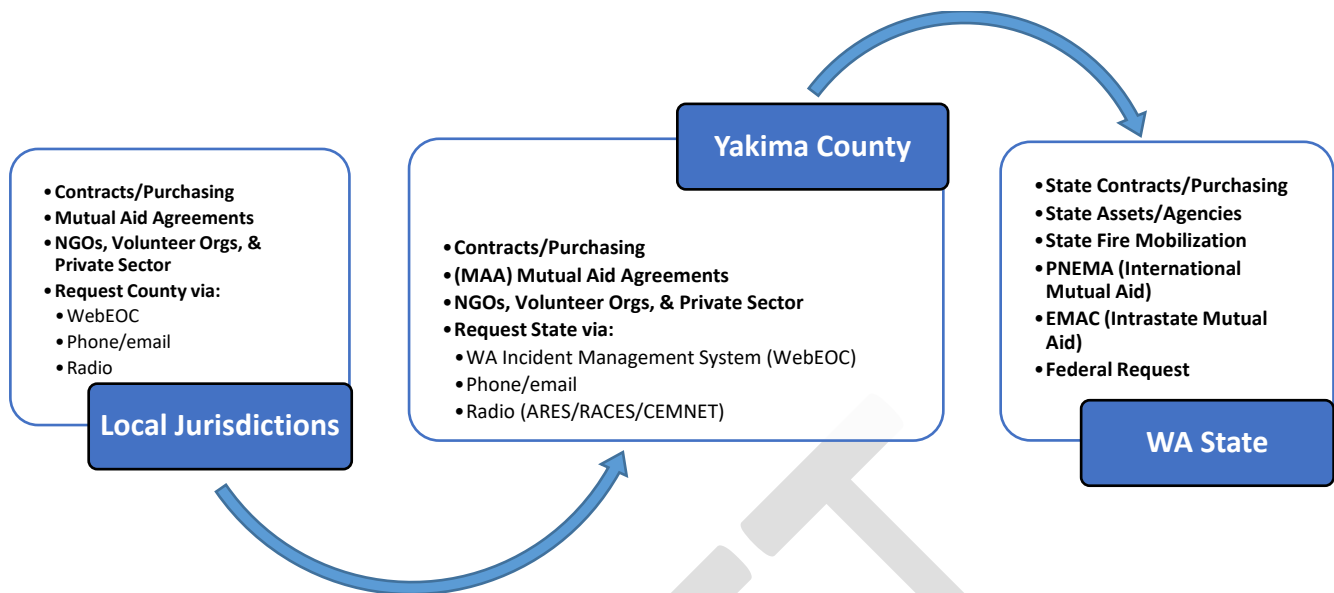 • Contracts/Purchasing
• Mutual Aid Agreements
• NGOs, Volunteer Orgs, &
Private Sector
• Request County via:
• WebEOC
• Phone/email
• Radio
Local Jurisdictions
Yakima County
• Contracts/Purchasing
• (MAA) Mutual Aid Agreements
• NGOs, Volunteer Orgs, & Private Sector
• Request State via:
• WA Incident Management System (WebEOC)
• Phone/email
• Radio (ARES/RACES/CEMNET)
• State Contracts/Purchasing
• State Assets/Agencies
• State Fire Mobilization
• PNEMA (International
Mutual Aid)
• EMAC (Intrastate Mutual
Aid)
• Federal Request
WA State